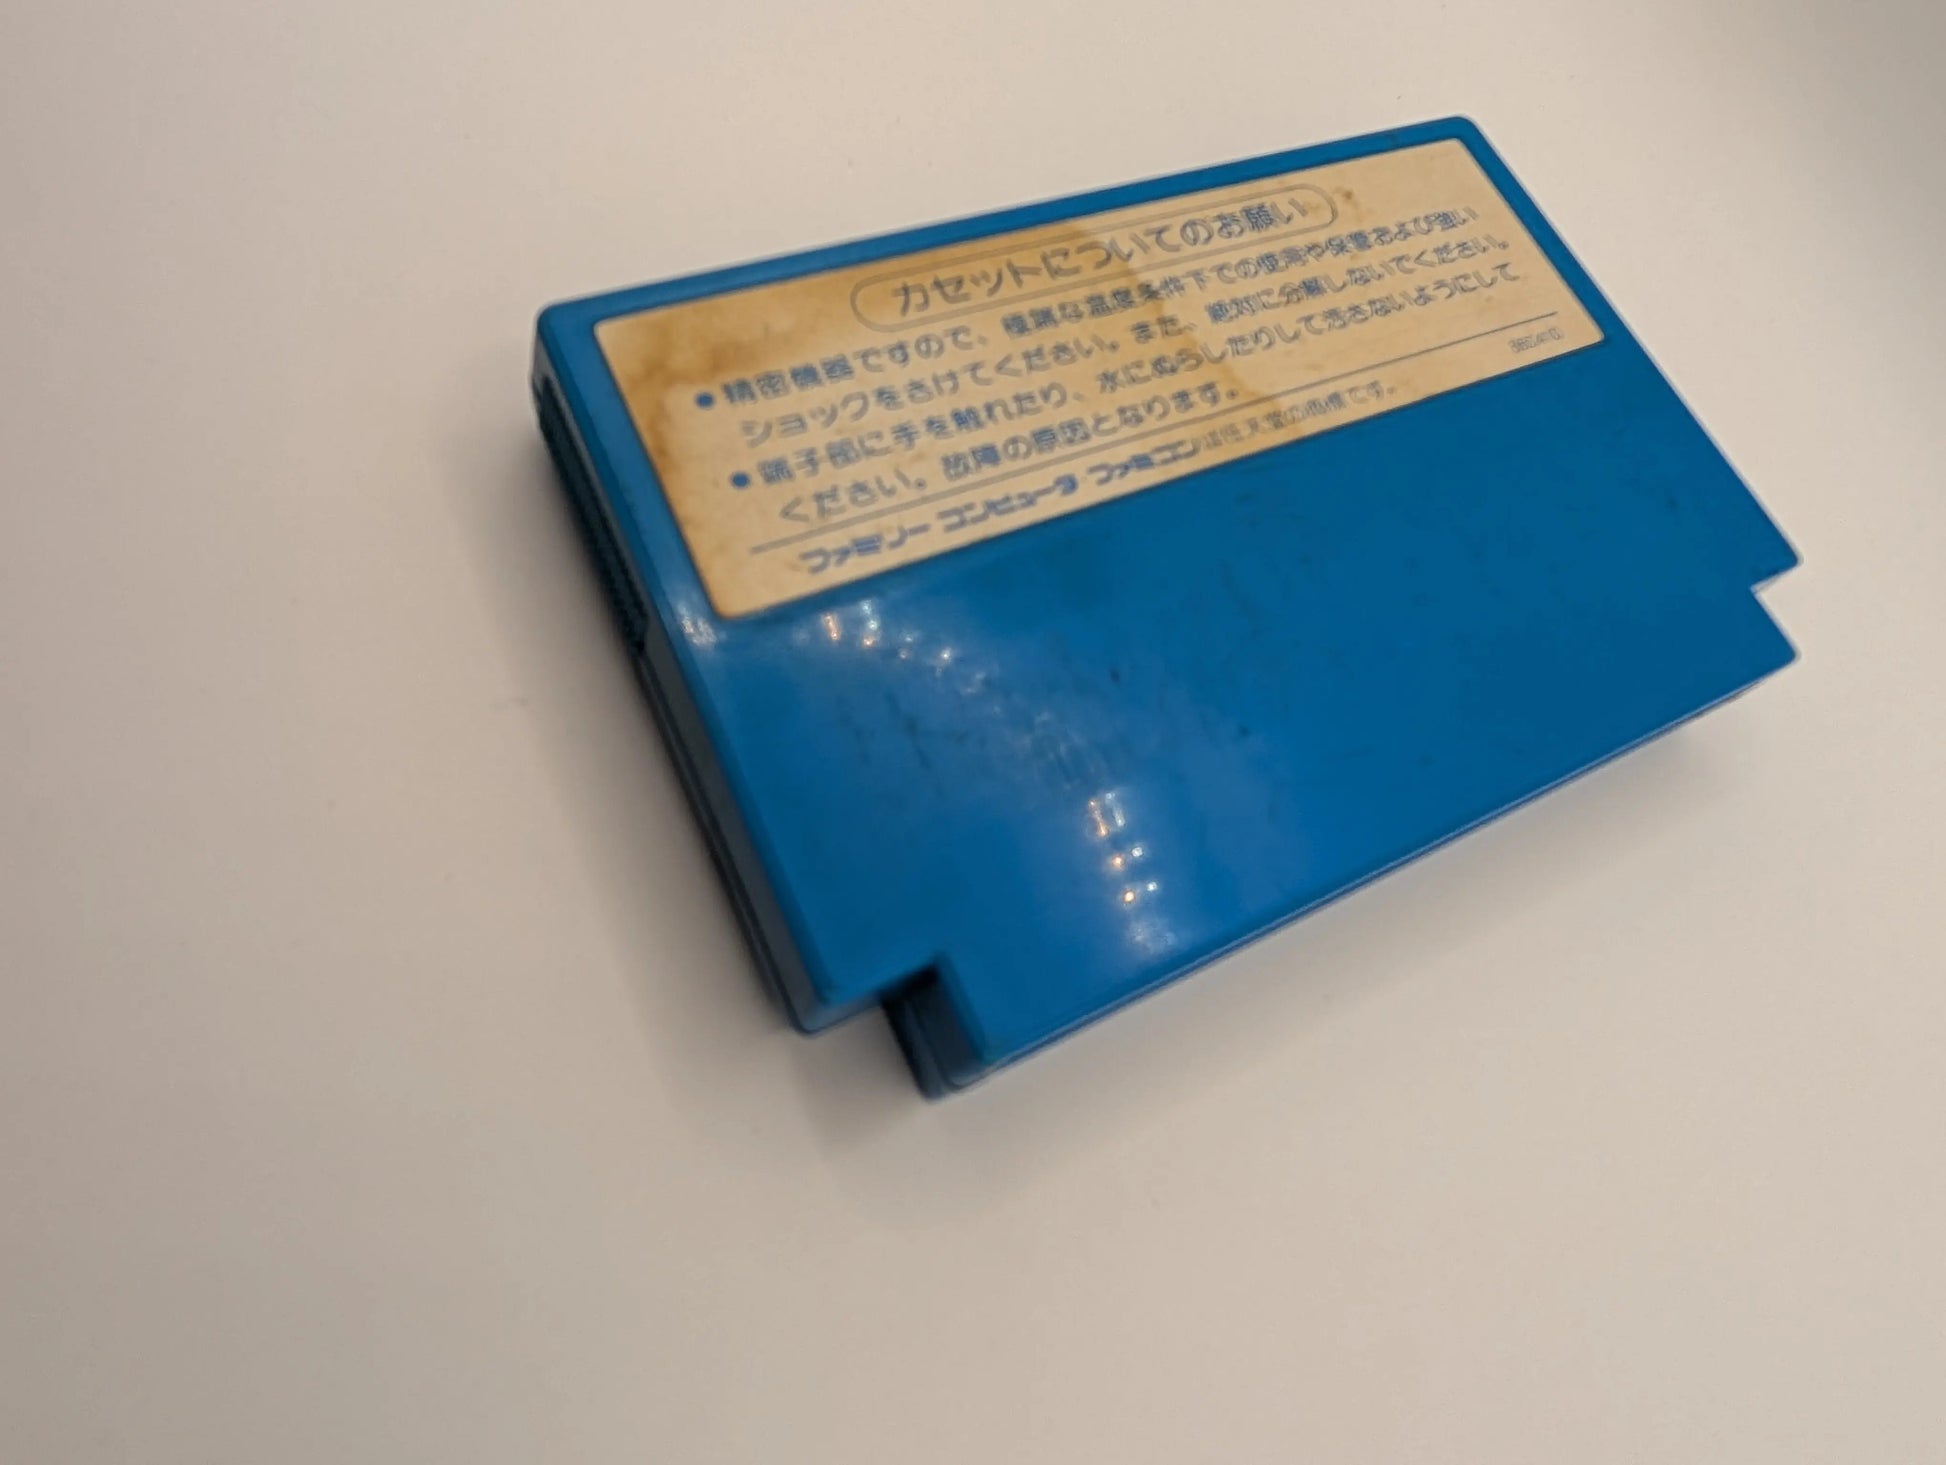 カセットについてのお願い
●精密機器ですので、極端な温度条件下での使用や保管および強い
ショックをさけてください。また、絶対に分解しないでください。
●端子部に手を触れたり、水にぬらしたりして汚さないようにして
ください。故障の原因となります。
ファミリー コンピュータ・ファミコンは任天堂の商標です。